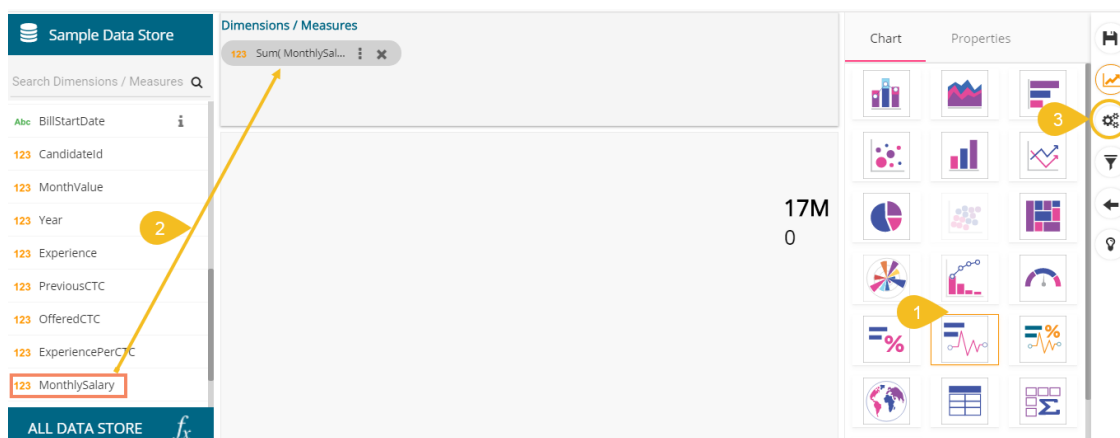 Sample Data Store
Search Dimensions / Measures
Abc BillStartDate i
123 CandidateId
123 MonthValue
123 Year
2
123 Experience
123 PreviousCTC
123 OfferedCTC
123 ExperiencePerCTC
123 MonthlySalary
ALL DATA STORE fx
Dimensions / Measures
123 Sum( MonthlySal...
17M
0
Chart Properties
3
1
%
%